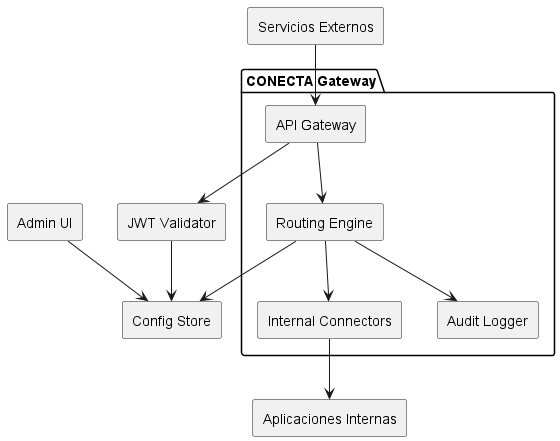 Servicios Externos
CONECTA Gateway
API Gateway
Admin UI
JWT Validator
Routing Engine
Config Store
Internal Connectors
Audit Logger
Aplicaciones Internas